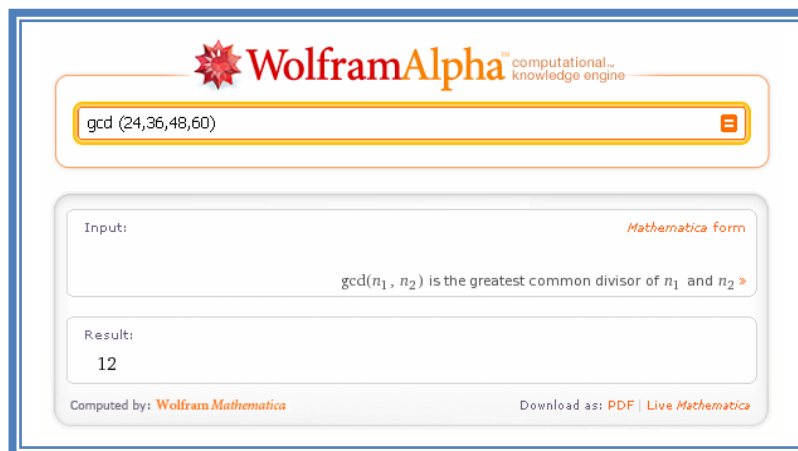 WolframAlpha™ computational..
knowledge engine
gcd (24,36,48,60)
Input:
Mathematica form
gcd(n₁, n₂) is the greatest common divisor of n₁ and n₂ »
Result:
12
Computed by: Wolfram Mathematica
Download as: PDF | Live Mathematica